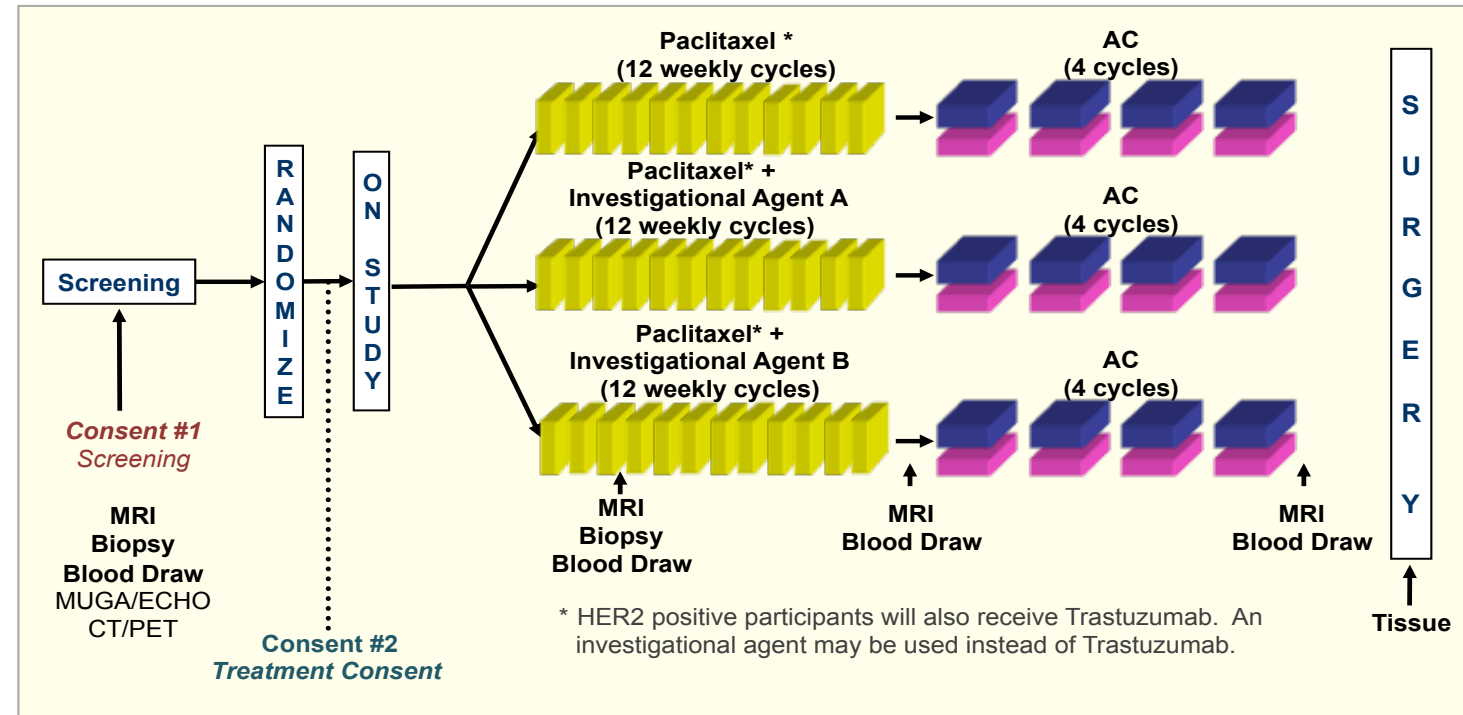 Screening
Consent #1
Screening
MRI
Biopsy
Blood Draw
MUGA/ECHO
CT/PET
RANDOMIZE
Consent #2
Treatment Consent
ON STUDY
Paclitaxel *
(12 weekly cycles)
AC
(4 cycles)
Paclitaxel* +
Investigational Agent A
(12 weekly cycles)
AC
(4 cycles)
Paclitaxel* +
Investigational Agent B
(12 weekly cycles)
AC
(4 cycles)
MRI
Biopsy
Blood Draw
MRI
Blood Draw
MRI
Blood Draw
* HER2 positive participants will also receive Trastuzumab. An
investigational agent may be used instead of Trastuzumab.
SURGERY
Tissue